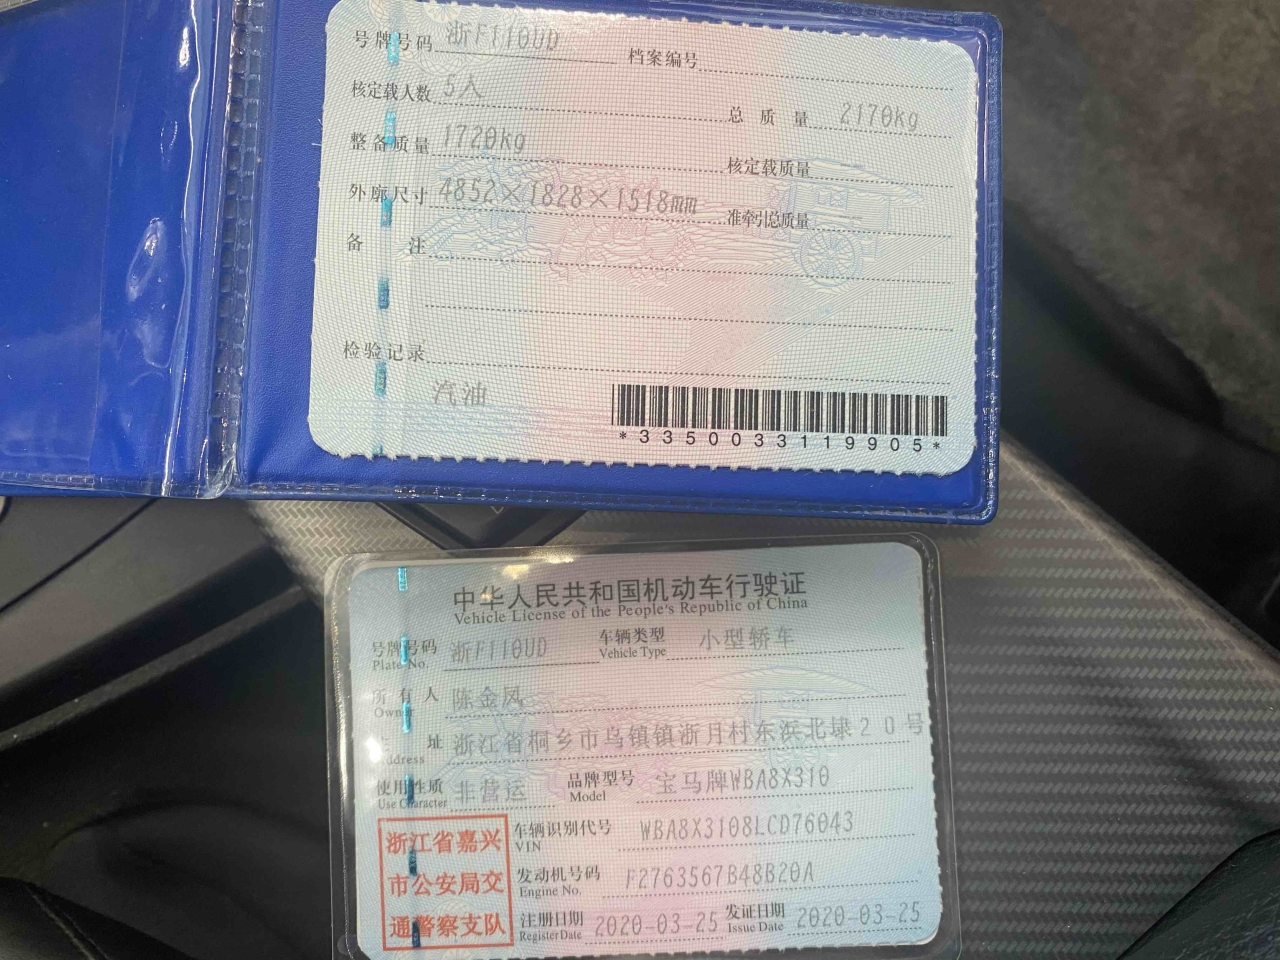 号牌号码 浙F110UD 档案编号
核定载人数 5人 总质量 2170kg
整备质量 1720kg 核定载质量
外廓尺寸 4852×1828×1518mm 准牵引总质量
备注
检验记录
汽油
*3350033119905*
中华人民共和国机动车行驶证
Vehicle License of the People's Republic of China
号牌号码 浙F110UD 车辆类型 小型轿车
Plate No. Vehicle Type
所有人 陈金凤
Owner
址 浙江省桐乡市乌镇镇浙月村东浜北埭20号
ddress
使用性质 非营运 品牌型号 宝马牌WBA8X310
Use Character Model
浙江省嘉兴
市公安局交
通警察支队
车辆识别代号 WBA8X3108LCD76043
VIN
发动机号码 F2763567B48B20A
Engine No.
注册日期 2020-03-25 发证日期 2020-03-25
Register Date Issue Date